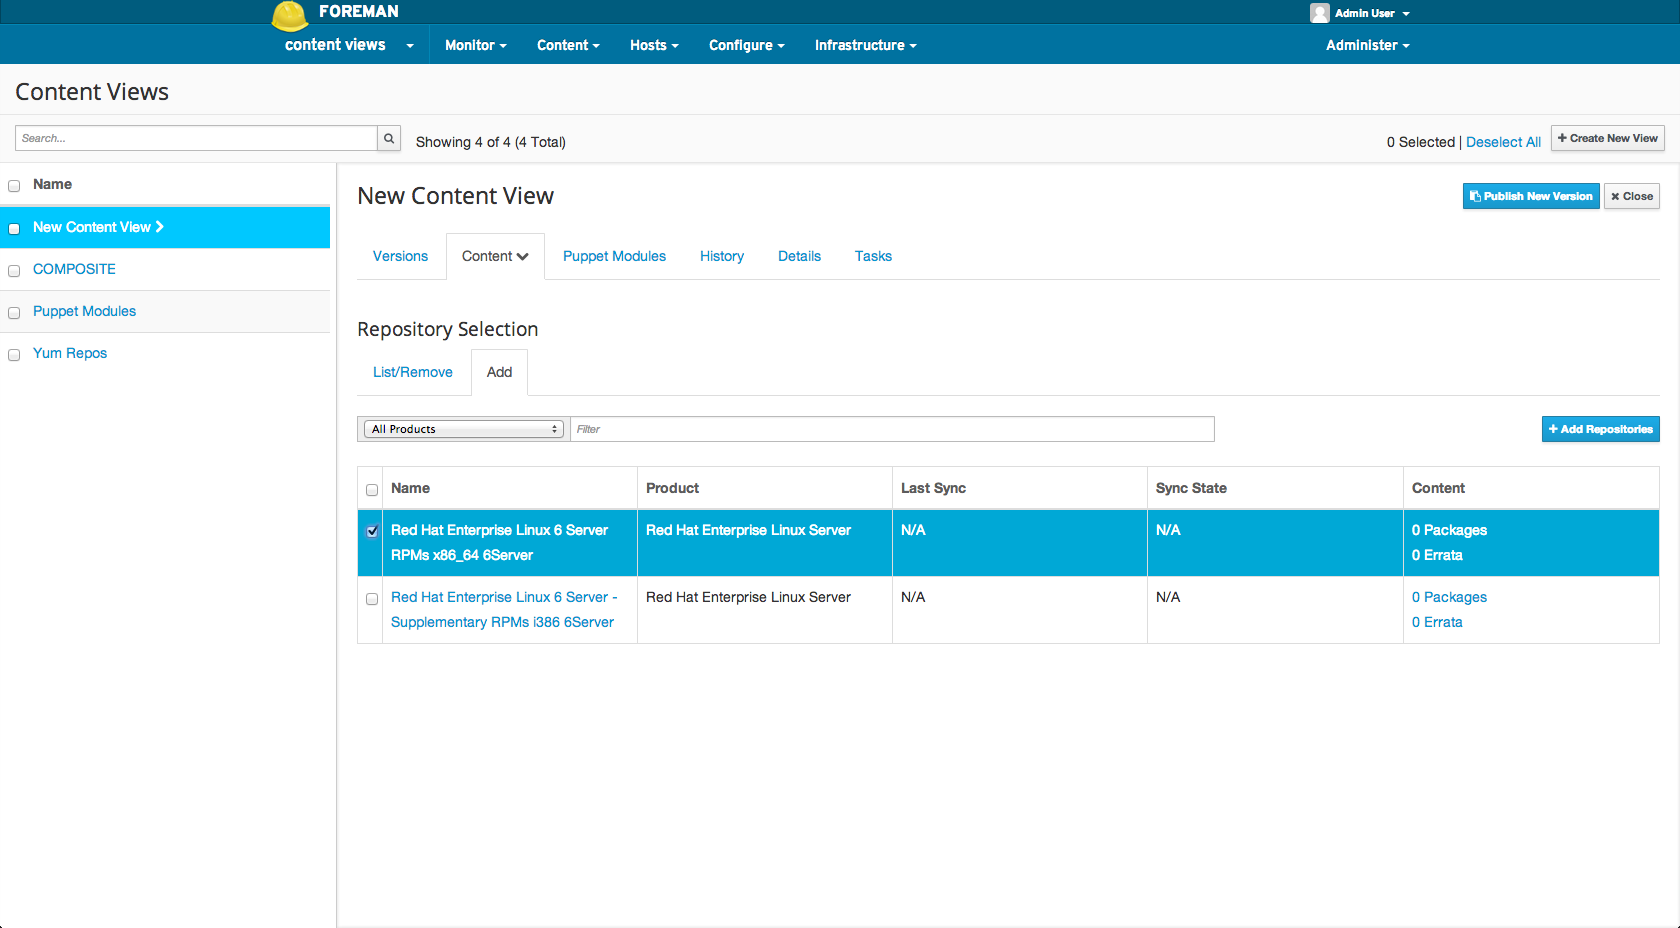 FOREMAN
Admin User
content views
Monitor
Content
Hosts
Configure
Infrastructure
Administer
Content Views
Search...
Showing 4 of 4 (4 Total)
0 Selected | Deselect All
+ Create New View
Name
New Content View
COMPOSITE
Puppet Modules
Yum Repos
New Content View
Publish New Version
Close
Versions
Content
Puppet Modules
History
Details
Tasks
Repository Selection
List/Remove
Add
All Products
Filter
+ Add Repositories
Name
Product
Last Sync
Sync State
Content
Red Hat Enterprise Linux 6 Server
RPMs x86_64 6Server
Red Hat Enterprise Linux Server
N/A
N/A
0 Packages
0 Errata
Red Hat Enterprise Linux 6 Server -
Supplementary RPMs i386 6Server
Red Hat Enterprise Linux Server
N/A
N/A
0 Packages
0 Errata